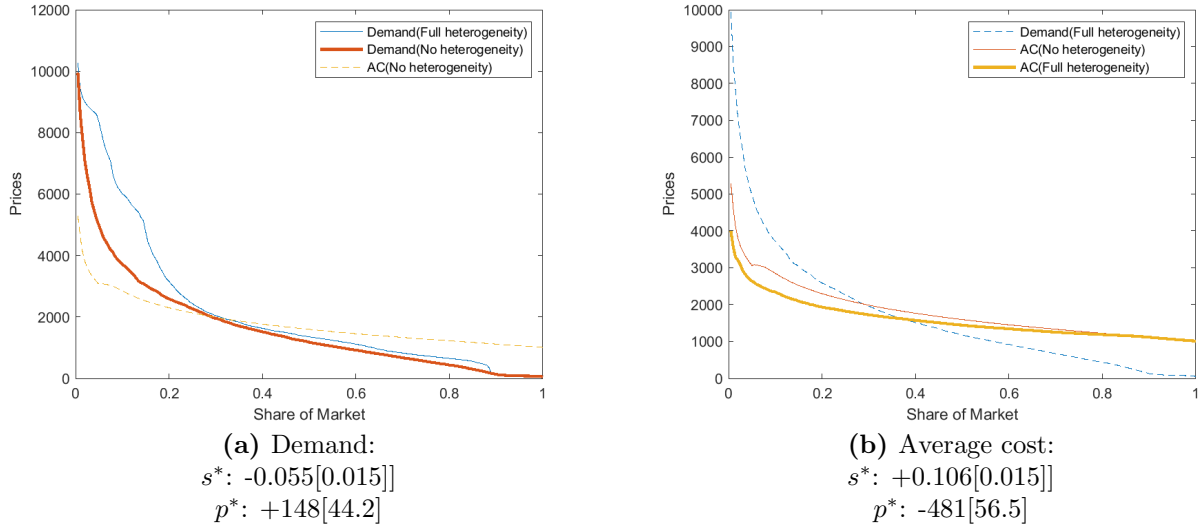 12000
10000
8000
6000
4000
2000
0
Prices
0
0.2
0.4
0.6
0.8
1
Share of Market
Demand(Full heterogeneity)
Demand(No heterogeneity)
AC(No heterogeneity)
(a) Demand:
s*: -0.055[0.015]]
p*: +148[44.2]
10000
9000
8000
7000
6000
5000
4000
3000
2000
1000
0
Prices
0
0.2
0.4
0.6
0.8
1
Share of Market
Demand(Full heterogeneity)
AC(No heterogeneity)
AC(Full heterogeneity)
(b) Average cost:
s*: +0.106[0.015]]
p*: -481[56.5]